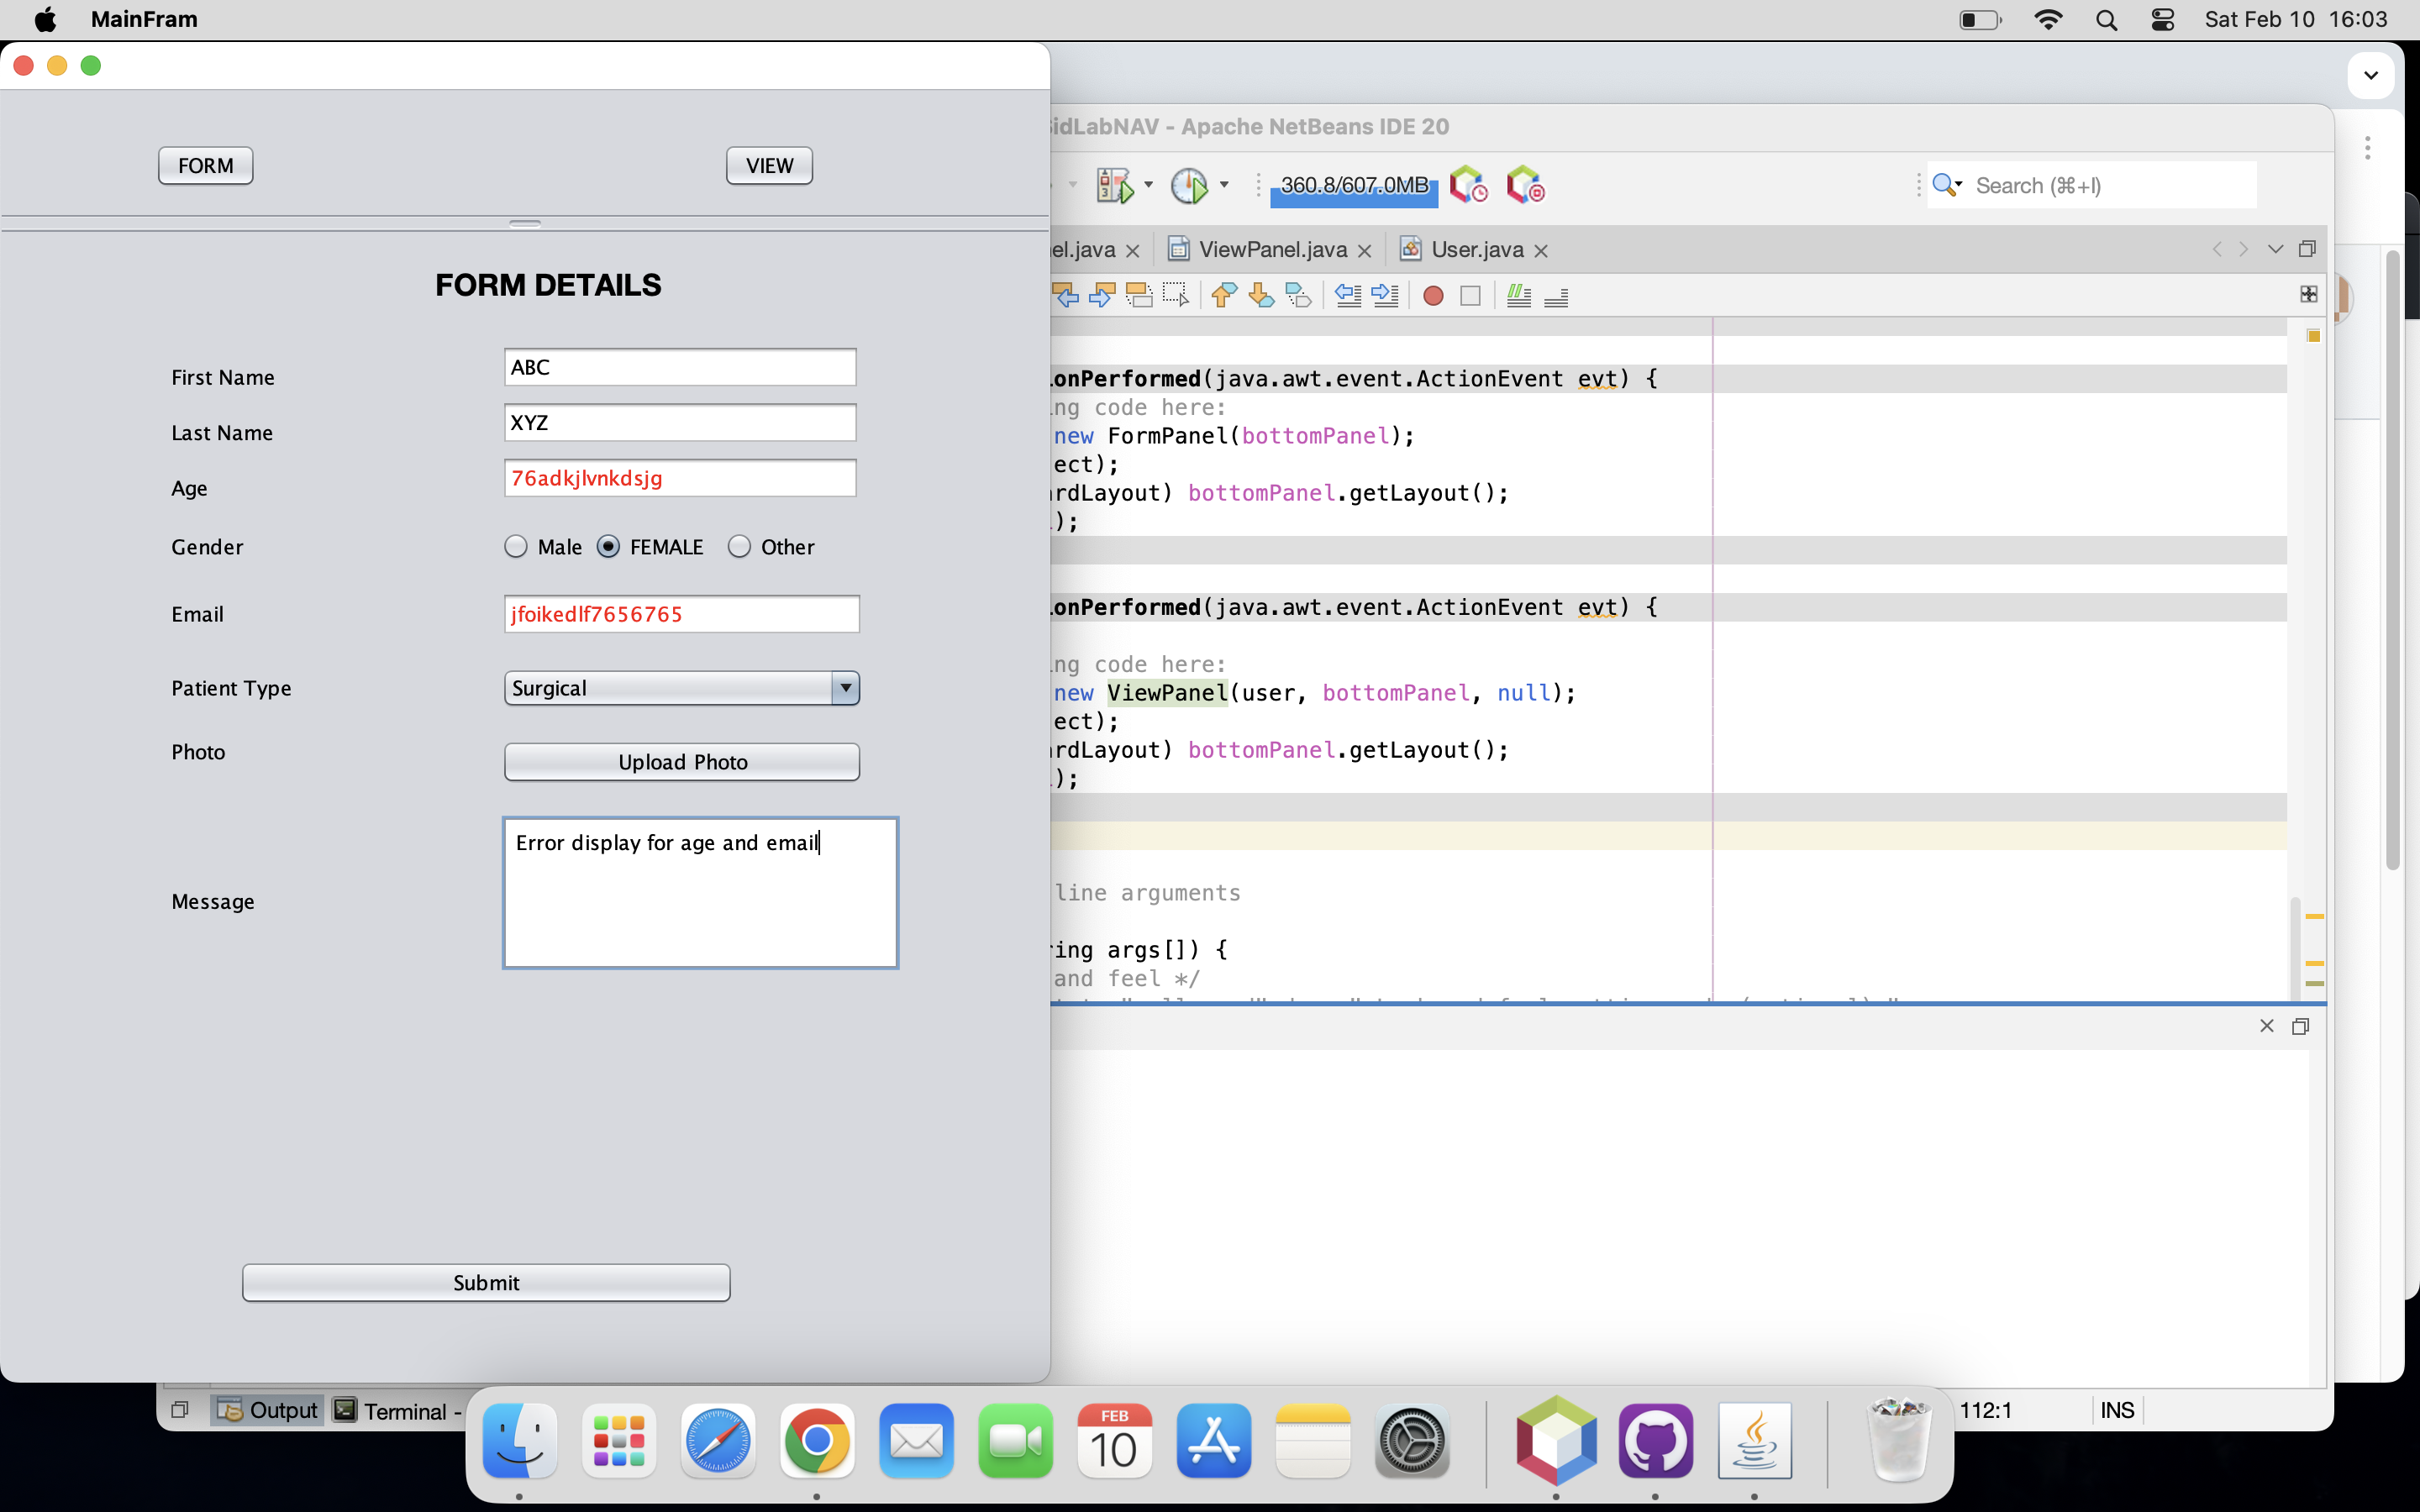 MainFram
Sat Feb 10 16:03
FORM
VIEW
FORM DETAILS
First Name
ABC
Last Name
XYZ
Age
76adkjlvnkdsjg
Gender
Male
FEMALE
Other
Email
jfoikedlf7656765
Patient Type
Surgical
Photo
Upload Photo
Message
Error display for age and email
Submit
idLabNAV - Apache NetBeans IDE 20
360.8/607.0MB
Search (⌘+I)
el.java
ViewPanel.java
User.java
onPerformed(java.awt.event.ActionEvent evt) {
ng code here:
new FormPanel(bottomPanel);
ect);
rdLayout) bottomPanel.getLayout();
);
onPerformed(java.awt.event.ActionEvent evt) {
ng code here:
new ViewPanel(user, bottomPanel, null);
ect);
rdLayout) bottomPanel.getLayout();
);
line arguments
ing args[]) {
and feel */
Output
Terminal -
112:1
INS
FEB
10